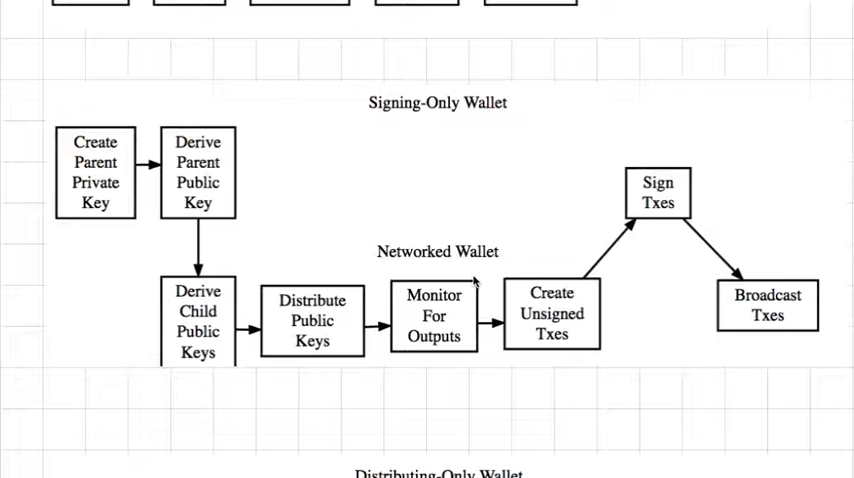 Signing-Only Wallet
Create
Parent
Private
Key
Derive
Parent
Public
Key
Sign
Txes
Networked Wallet
Derive
Child
Public
Keys
Distribute
Public
Keys
Monitor
For
Outputs
Create
Unsigned
Txes
Broadcast
Txes
Distributing-Only Wallet